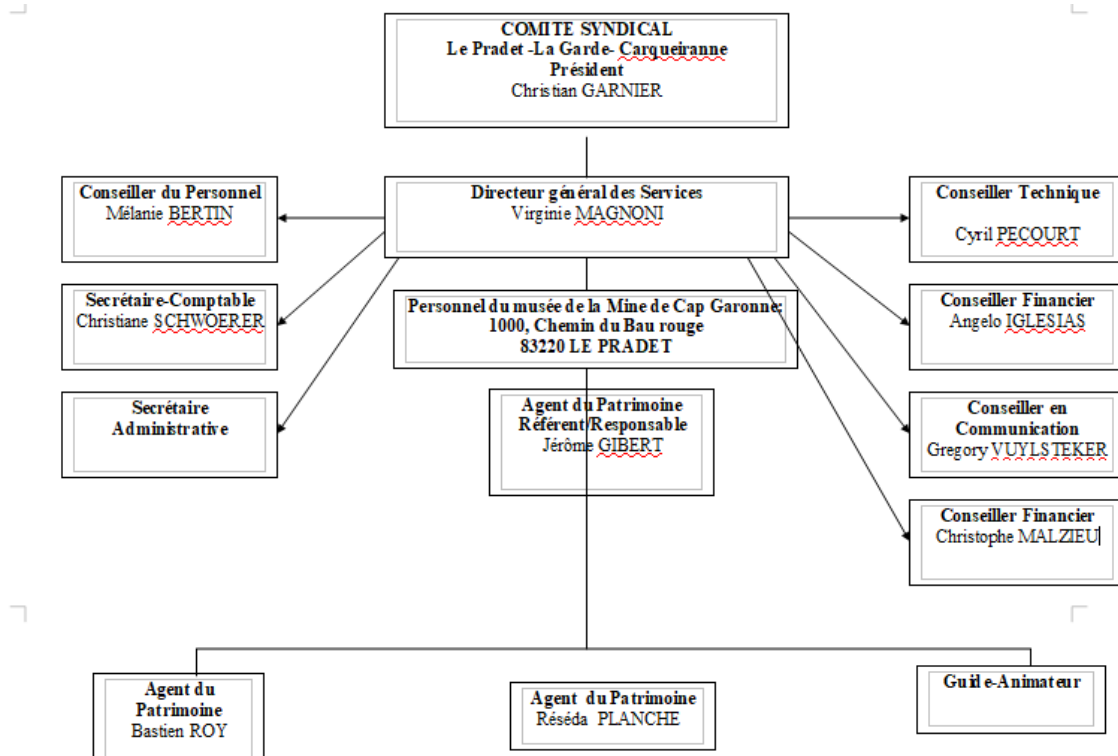 COMITE SYNDICAL
Le Pradet -La Garde- Carqueiranne
Président
Christian GARNIER
Conseiller du Personnel
Mélanie BERTIN
Directeur général des Services
Virginie MAGNONI
Conseiller Technique
Cyril PECOURT
Secrétaire-Comptable
Christiane SCHWOERER
Personnel du musée de la Mine de Cap Garonne:
1000, Chemin du Bau rouge
83220 LE PRADET
Conseiller Financier
Angelo IGLESIAS
Secrétaire
Administrative
Agent du Patrimoine
Référent/Responsable
Jérôme GIBERT
Conseiller en
Communication
Gregory VUYLSTEKER
Conseiller Financier
Christophe MALZIEU
Agent du
Patrimoine
Bastien ROY
Agent du Patrimoine
Réséda PLANCHE
Guide-Animateur